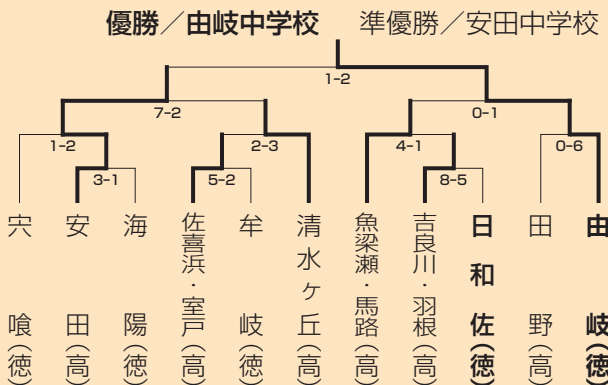 優勝／由岐中学校　準優勝／安田中学校
1-2
7-2
0-1
1-2
2-3
4-1
0-6
3-1
5-2
8-5
宍喰(徳)
安田(高)
海陽(徳)
佐喜浜・室戸(高)
牟岐(徳)
清水ヶ丘(高)
魚梁瀬・馬路(高)
吉良川・羽根(高)
日和佐(徳)
田野(高)
由岐(徳)